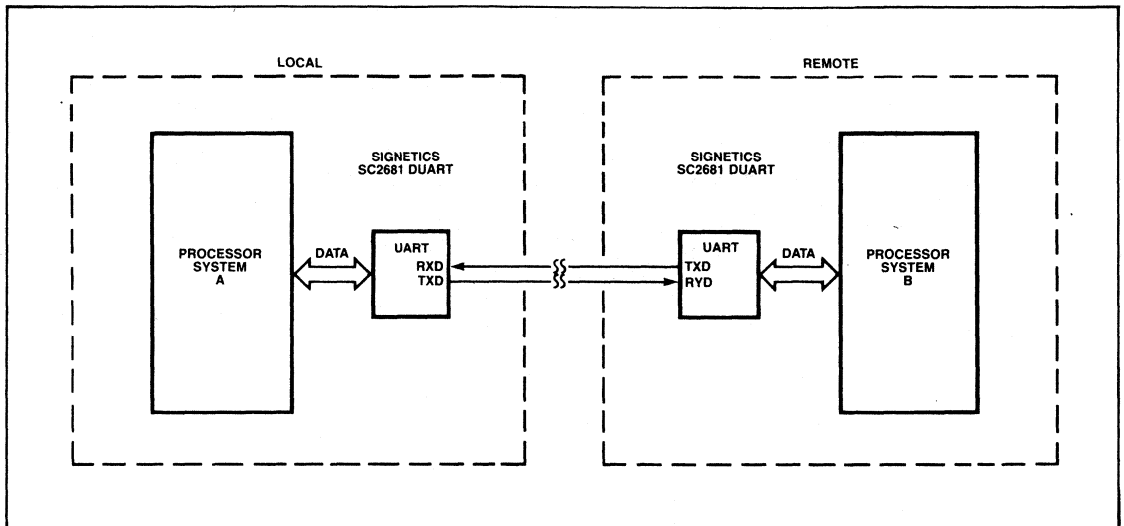 LOCAL
REMOTE
SIGNETICS
SC2681 DUART
SIGNETICS
SC2681 DUART
PROCESSOR
SYSTEM
A
DATA
UART
RXD
TXD
UART
TXD
RYD
DATA
PROCESSOR
SYSTEM
B